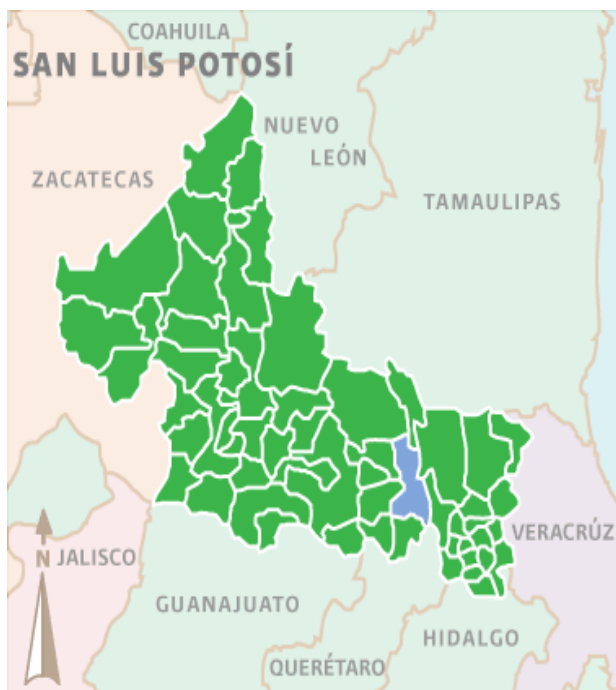 COAHUILA
SAN LUIS POTOSÍ
NUEVO
LEÓN
ZACATECAS
TAMAULIPAS
VERACRÚZ
N
JALISCO
GUANAJUATO
HIDALGO
QUERÉTARO